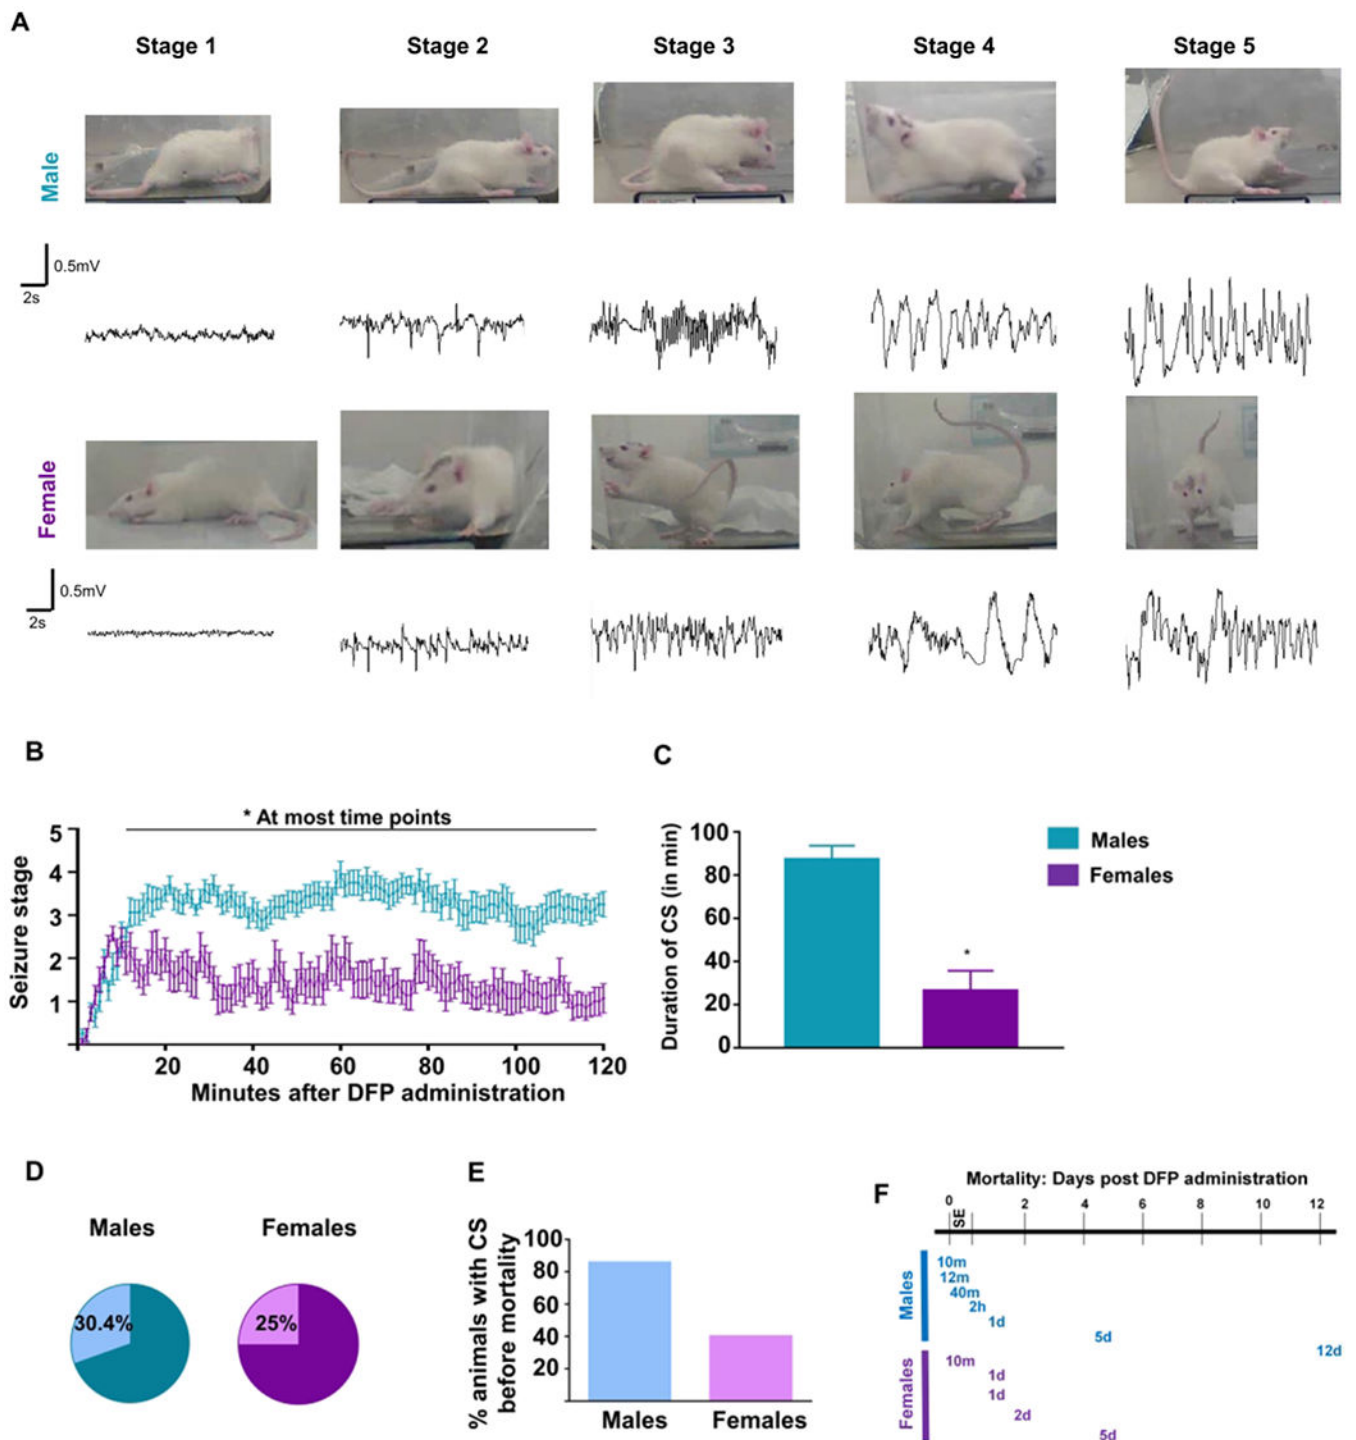 A
Stage 1 Stage 2 Stage 3 Stage 4 Stage 5
Male
0.5mV
2s
Female
0.5mV
2s
B
* At most time points
Seizure stage
5
4
3
2
1
20 40 60 80 100 120
Minutes after DFP administration
C
Duration of CS (in min)
100
80
60
40
20
0
*
Males
Females
D
Males Females
30.4% 25%
E
% animals with CS
before mortality
100
80
60
40
20
Males Females
F
Mortality: Days post DFP administration
0 2 4 6 8 10 12
SE
Males
10m
12m
40m
2h
1d
5d
12d
Females
10m
1d
1d
2d
5d